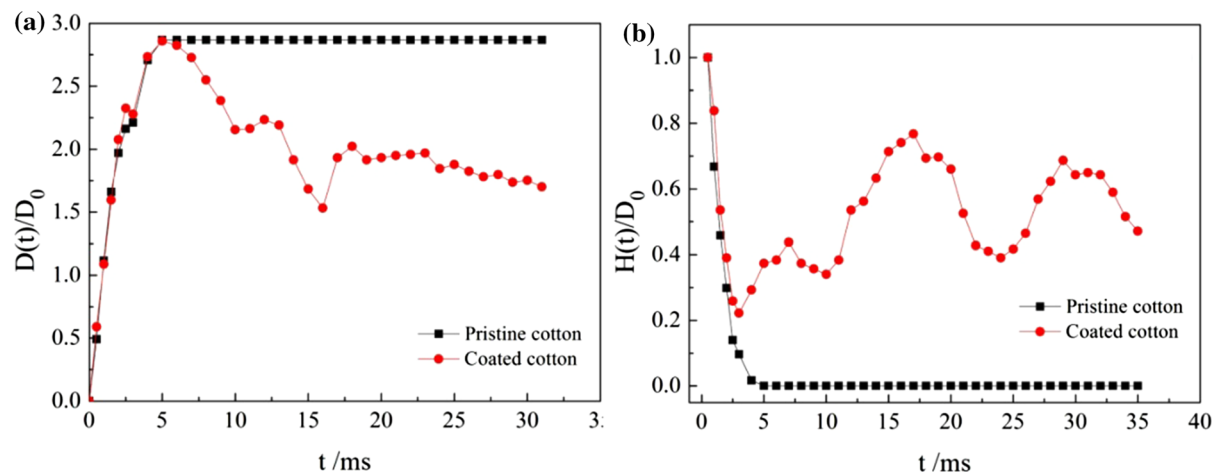 (a)
3.0
2.5
2.0
1.5
1.0
0.5
0.0
D(t)/D0
Pristine cotton
Coated cotton
0 5 10 15 20 25 30 3
t /ms
(b)
1.0
0.8
0.6
0.4
0.2
0.0
H(t)/D0
Pristine cotton
Coated cotton
0 5 10 15 20 25 30 35 40
t /ms